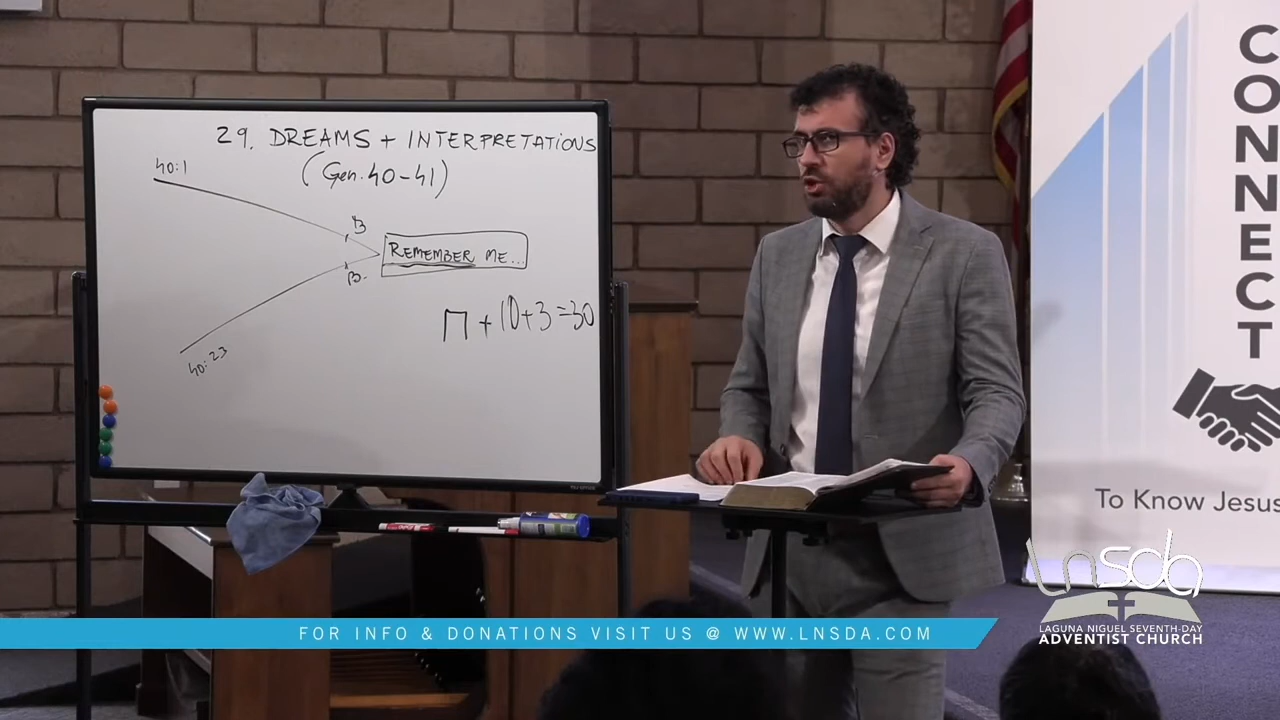 29. DREAMS + INTERPRETATIONS
(Gen. 40-41)
40:1
B
REMEMBER ME...
B.
17 + 10+3=30
40:23
CONNECT
To Know Jesus
LnSDA
LAGUNA NIGUEL SEVENTH-DAY
ADVENTIST CHURCH
FOR INFO & DONATIONS VISIT US @ WWW.LNSDA.COM